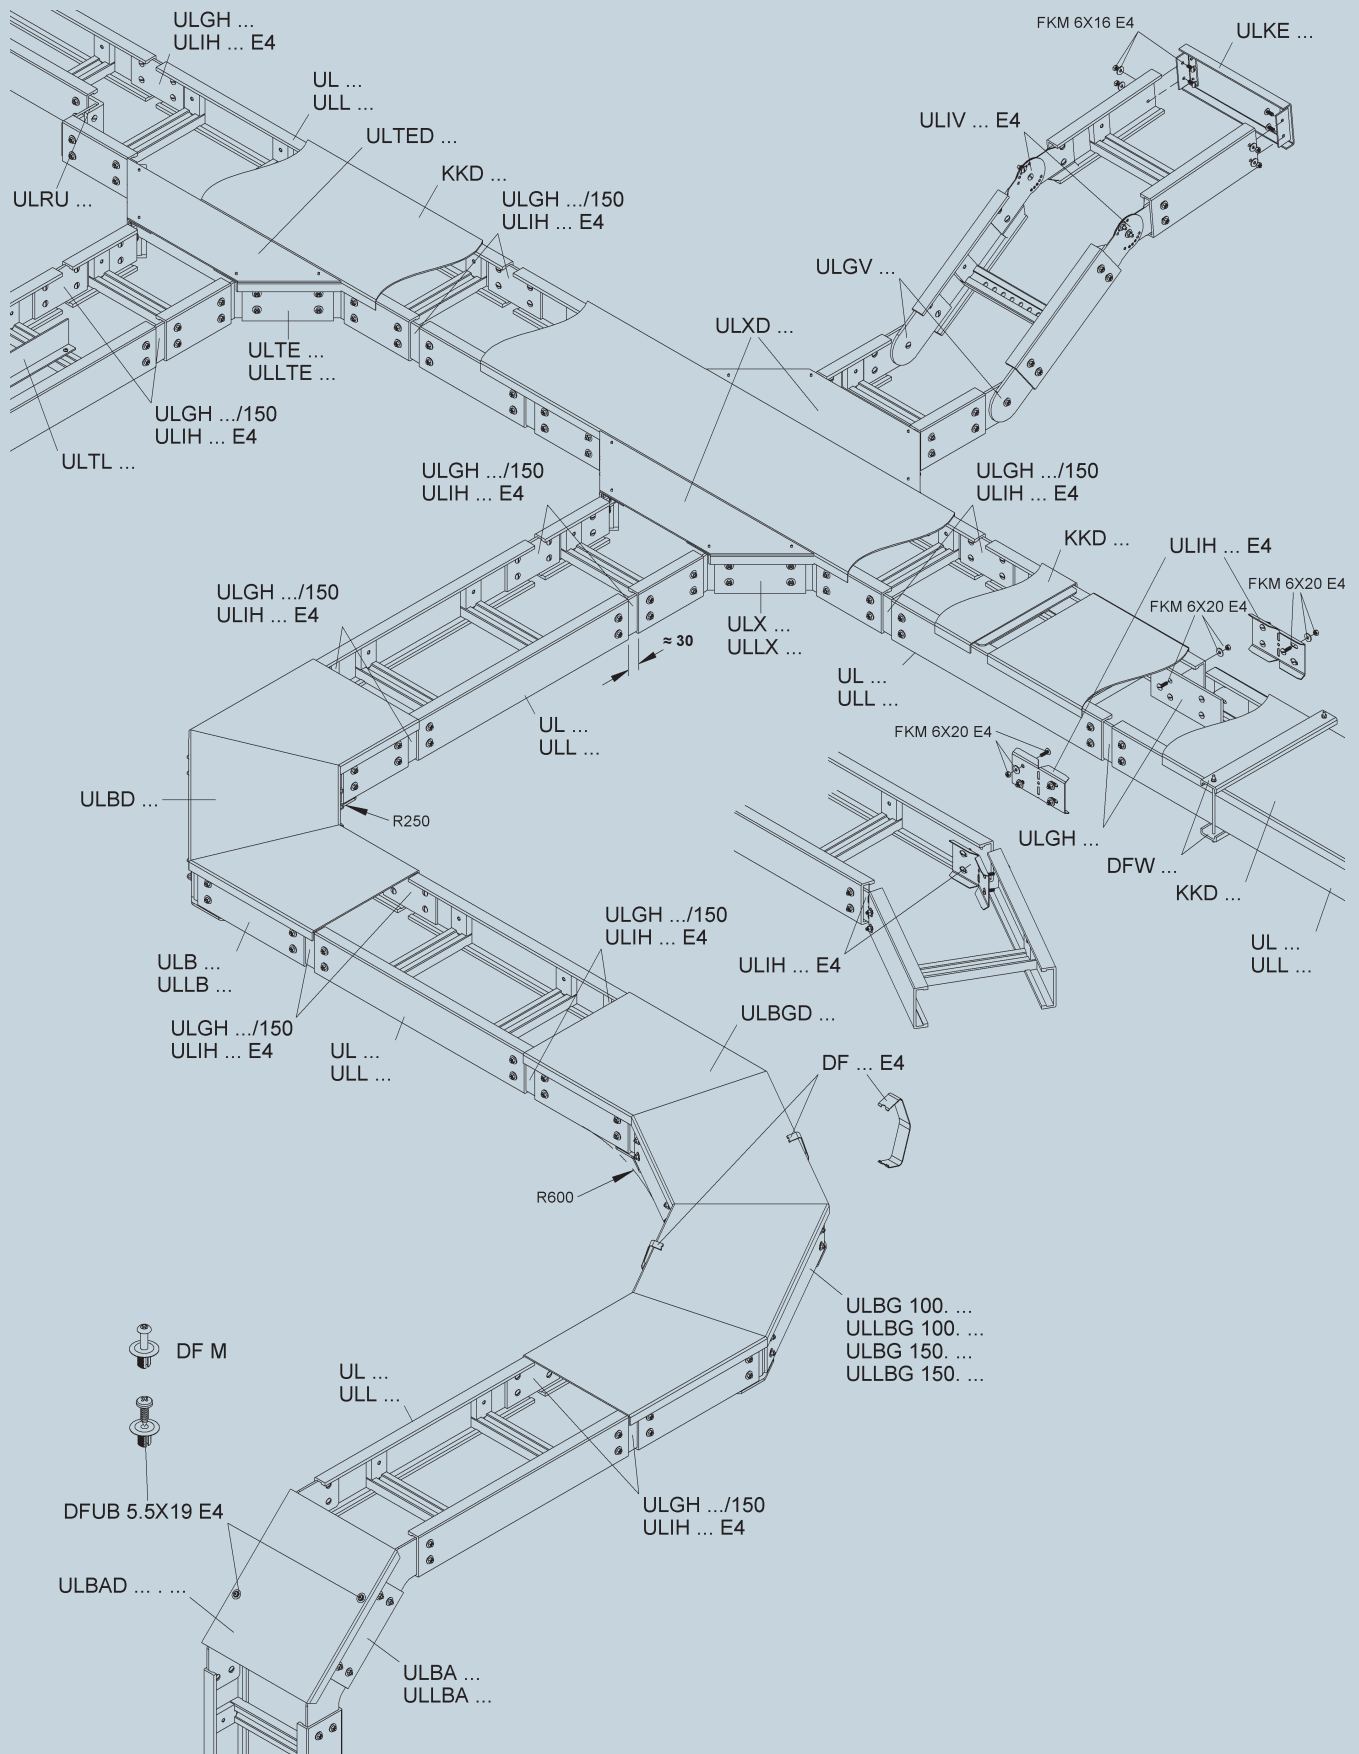 ULGH ...
ULIH ... E4
UL ...
ULL ...
ULTED ...
KKD ...
ULGH .../150
ULIH ... E4
FKM 6X16 E4
ULKE ...
ULIV ... E4
ULRU ...
ULGV ...
ULXD ...
ULTE ...
ULLTE ...
ULGH .../150
ULIH ... E4
ULTL ...
ULGH .../150
ULIH ... E4
ULGH .../150
ULIH ... E4
KKD ...
ULIH ... E4
FKM 6X20 E4
FKM 6X20 E4
ULGH .../150
ULIH ... E4
ULX ...
ULLX ...
≈ 30
UL ...
ULL ...
UL ...
ULL ...
FKM 6X20 E4
ULBD ...
R250
ULGH ...
DFW ...
KKD ...
UL ...
ULL ...
ULGH .../150
ULIH ... E4
ULIH ... E4
ULB ...
ULLB ...
ULGH .../150
ULIH ... E4
UL ...
ULL ...
ULBGD ...
DF ... E4
R600
ULBG 100. ...
ULLBG 100. ...
ULBG 150. ...
ULLBG 150. ...
DF M
UL ...
ULL ...
DFUB 5.5X19 E4
ULGH .../150
ULIH ... E4
ULBAD ... . ...
ULBA ...
ULLBA ...